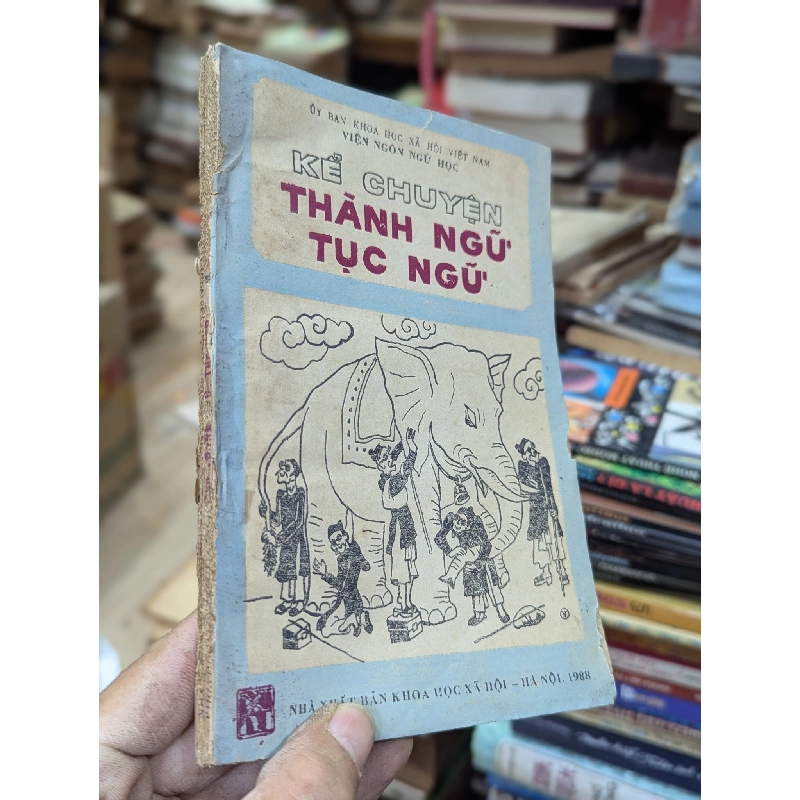 ỦY BAN KHOA HỌC XÃ HỘI VIỆT NAM
VIỆN NGÔN NGỮ HỌC
KỂ CHUYỆN
THÀNH NGỮ
TỤC NGỮ
NHÀ XUẤT BẢN KHOA HỌC XÃ HỘI - HÀ NỘI, 1988